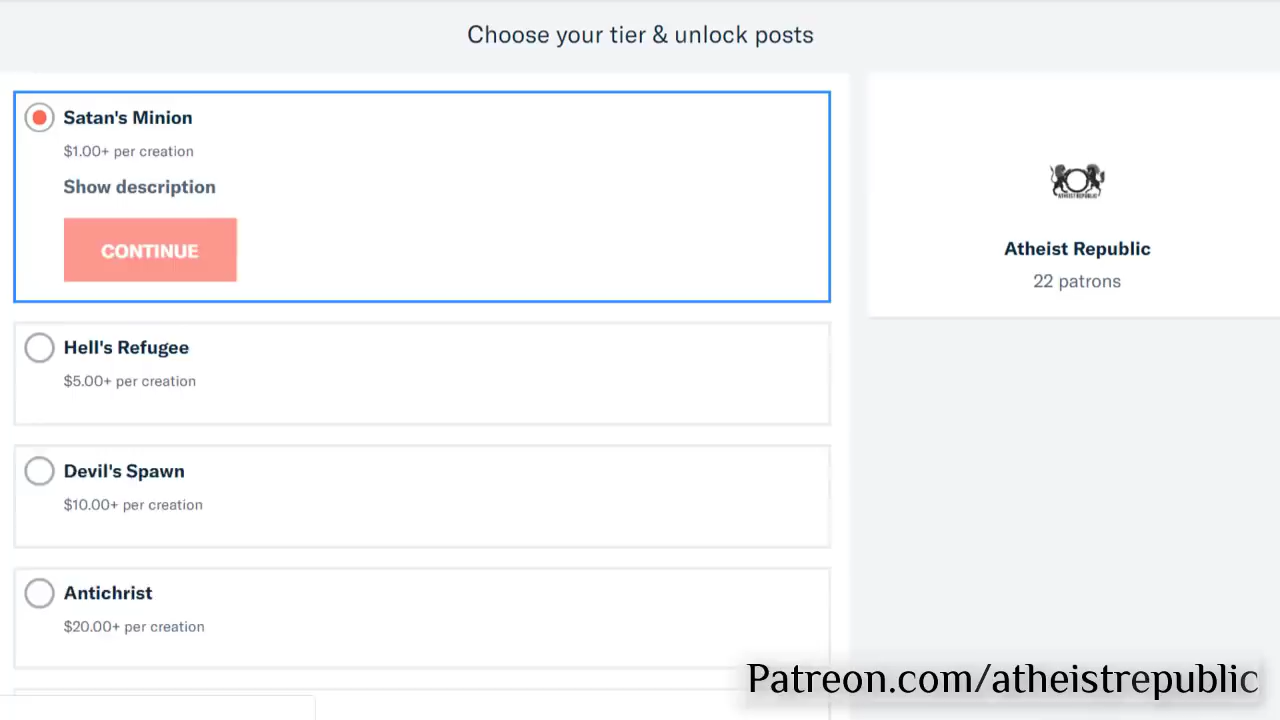 Choose your tier & unlock posts
Satan's Minion
$1.00+ per creation
Show description
CONTINUE
Hell's Refugee
$5.00+ per creation
Devil's Spawn
$10.00+ per creation
Antichrist
$20.00+ per creation
ATHEIST REPUBLIC
Atheist Republic
22 patrons
Patreon.com/atheistrepublic